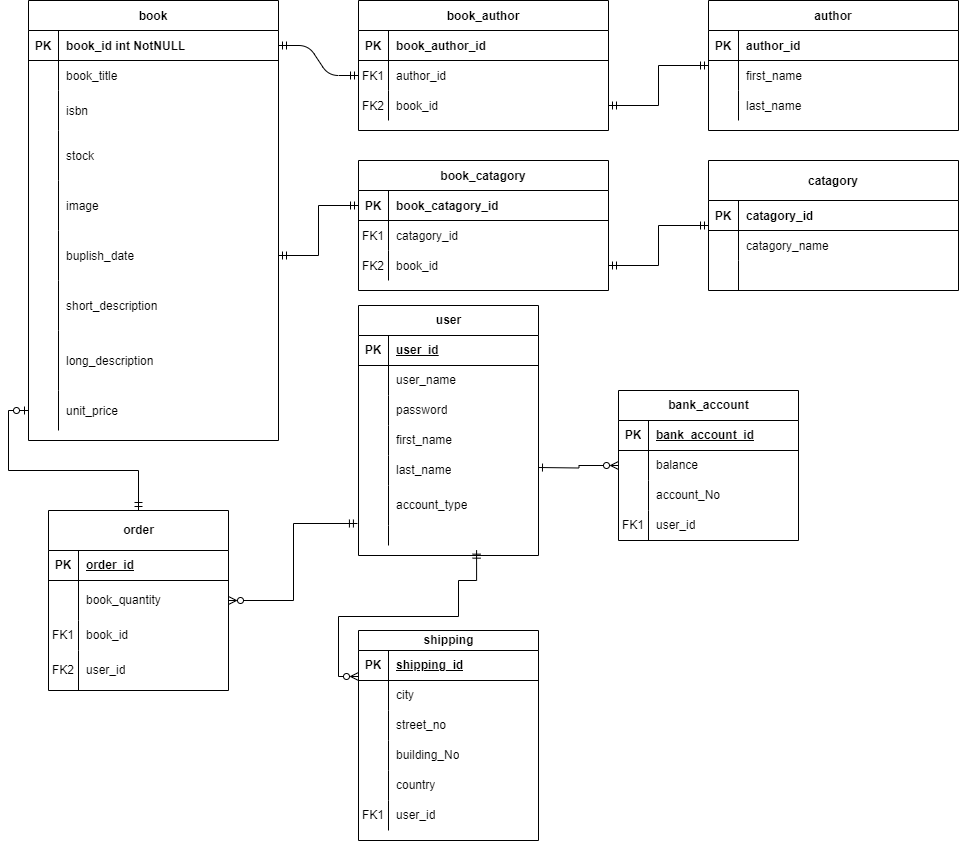 book
PK book_id int NotNULL
book_title
isbn
stock
image
buplish_date
short_description
long_description
unit_price
book_author
PK book_author_id
FK1 author_id
FK2 book_id
author
PK author_id
first_name
last_name
book_catagory
PK book_catagory_id
FK1 catagory_id
FK2 book_id
catagory
PK catagory_id
catagory_name
user
PK user_id
user_name
password
first_name
last_name
account_type
bank_account
PK bank_account_id
balance
account_No
FK1 user_id
order
PK order_id
book_quantity
FK1 book_id
FK2 user_id
shipping
PK shipping_id
city
street_no
building_No
country
FK1 user_id